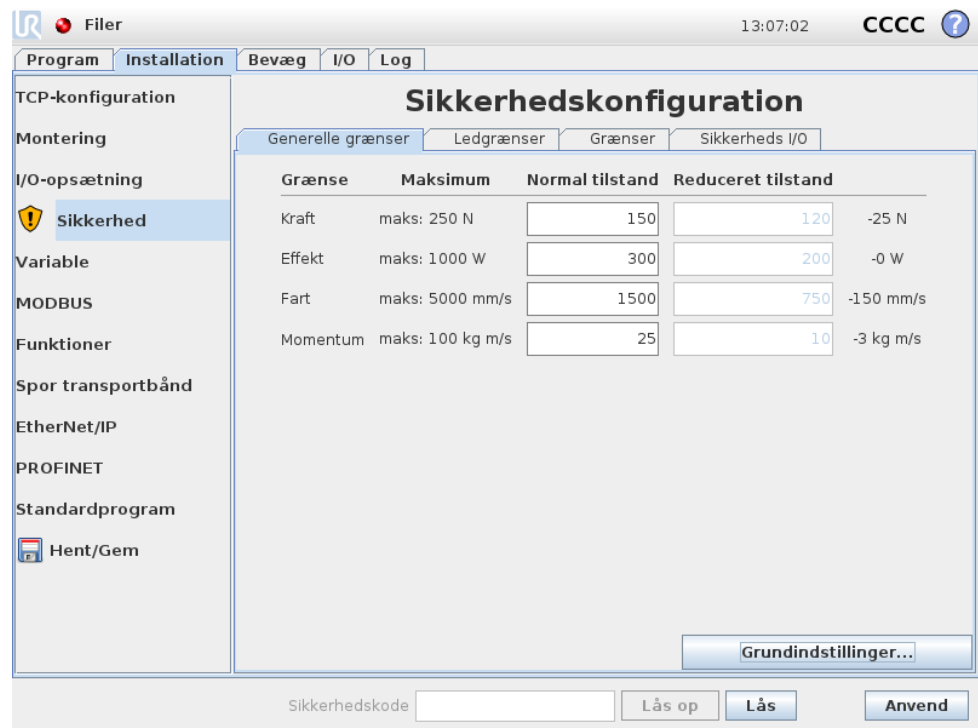 UR Filer 13:07:02 CCCC ?
Program Installation Bevæg I/O Log
TCP-konfiguration
Montering
I/O-opsætning
Sikkerhed
Variable
MODBUS
Funktioner
Spor transportbånd
EtherNet/IP
PROFINET
Standardprogram
Hent/Gem
Sikkerhedskonfiguration
Generelle grænser Ledgrænser Grænser Sikkerheds I/O
Grænse Maksimum Normal tilstand Reduceret tilstand
Kraft maks: 250 N 150 120 -25 N
Effekt maks: 1000 W 300 200 -0 W
Fart maks: 5000 mm/s 1500 750 -150 mm/s
Momentum maks: 100 kg m/s 25 10 -3 kg m/s
Grundindstillinger...
Sikkerhedskode Lås op Lås Anvend